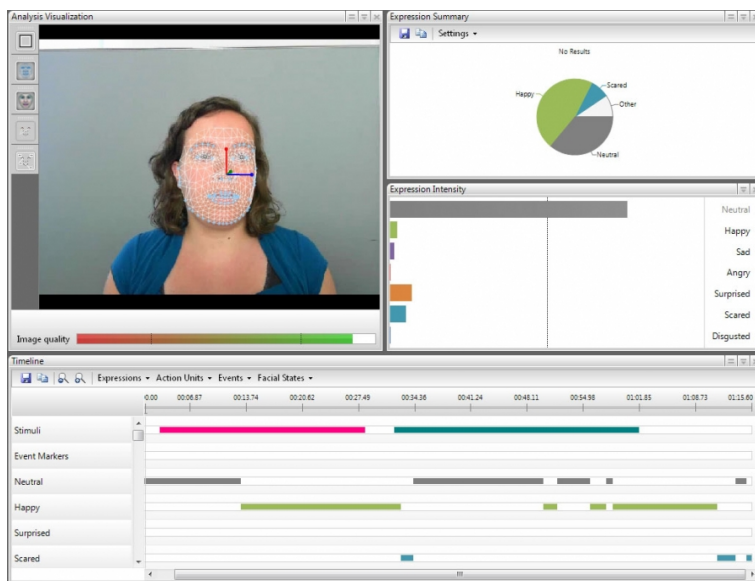 Analysis Visualization
Image quality
Expression Summary
Settings
No Results
Happy
Scared
Other
Neutral
Expression Intensity
Neutral
Happy
Sad
Angry
Surprised
Scared
Disgusted
Timeline
Expressions Action Units Events Facial States
0.00 00:06.87 00:13.74 00:20.62 00:27.49 00:34.36 00:41.24 00:48.11 00:54.98 01:01.85 01:08.73 01:15.60
Stimuli
Event Markers
Neutral
Happy
Surprised
Scared